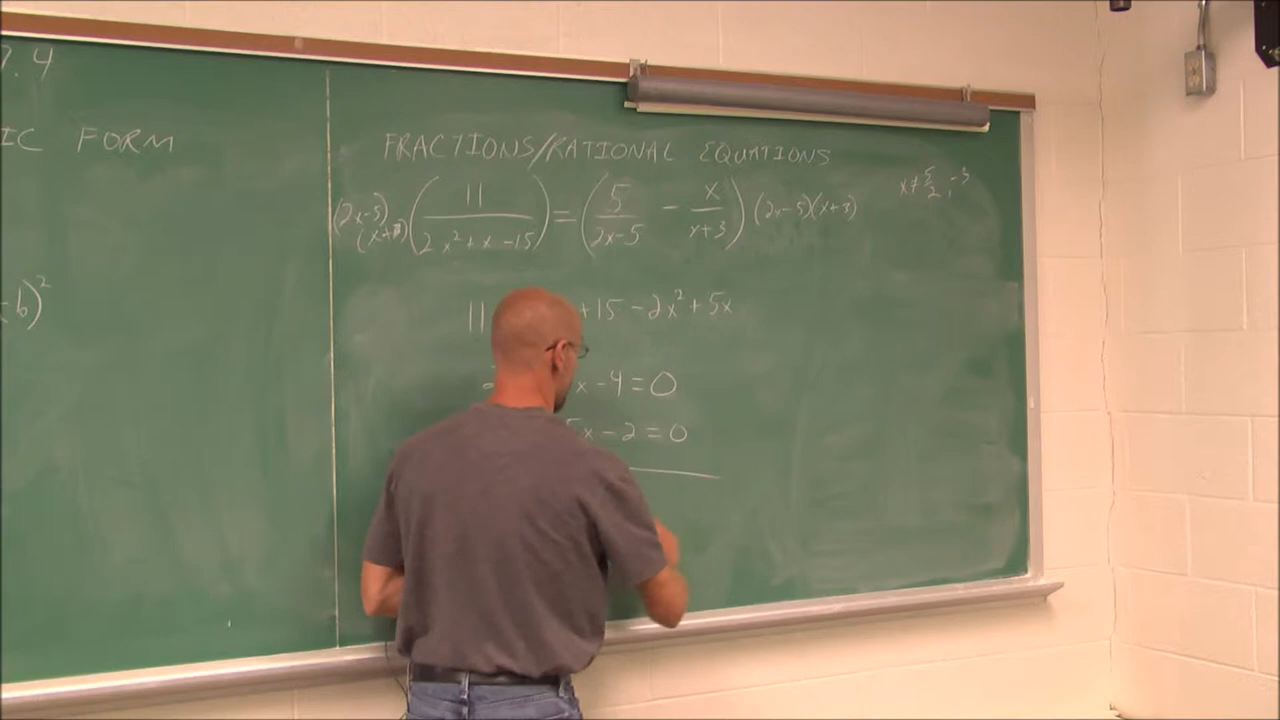 7.4
IC FORM
b)²
FRACTIONS/RATIONAL EQUATIONS
x ≠ 5/2, -3
(2x-5)(x+3) (11/(2x²+x-15)) = (5/(2x-5) - x/(x+3)) (2x-5)(x+3)
11 +15 -2x²+5x
x-4=0
5x-2=0